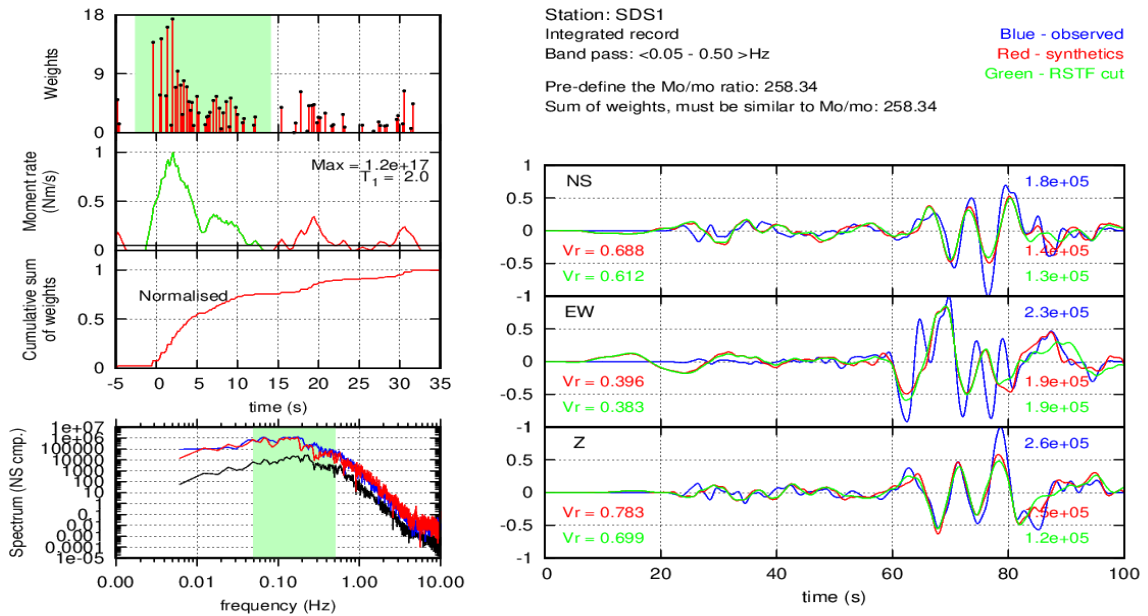 18
9
0
Weights
1
0.5
0
Moment rate
(Nm/s)
Max = 1.2e+17
T1 = 2.0
1
0.5
0
Cumulative sum
of weights
Normalised
-5 0 5 10 15 20 25 30 35
time (s)
1e+07
1e+06
100000
10000
1000
100
10
1
0.1
0.01
0.001
0.0001
1e-05
Spectrum (NS cmp.)
0.00 0.01 0.10 1.00 10.00
frequency (Hz)
Station: SDS1
Integrated record
Band pass: <0.05 - 0.50 >Hz
Blue - observed
Red - synthetics
Green - RSTF cut
Pre-define the Mo/mo ratio: 258.34
Sum of weights, must be similar to Mo/mo: 258.34
1
0.5
0
-0.5
-1
NS
1.8e+05
Vr = 0.688
1.4e+05
Vr = 0.612
1.3e+05
0.5
0
-0.5
-1
EW
2.3e+05
Vr = 0.396
1.9e+05
Vr = 0.383
1.9e+05
0.5
0
-0.5
-1
Z
2.6e+05
Vr = 0.783
Vr = 0.699
1.2e+05
0 20 40 60 80 100
time (s)